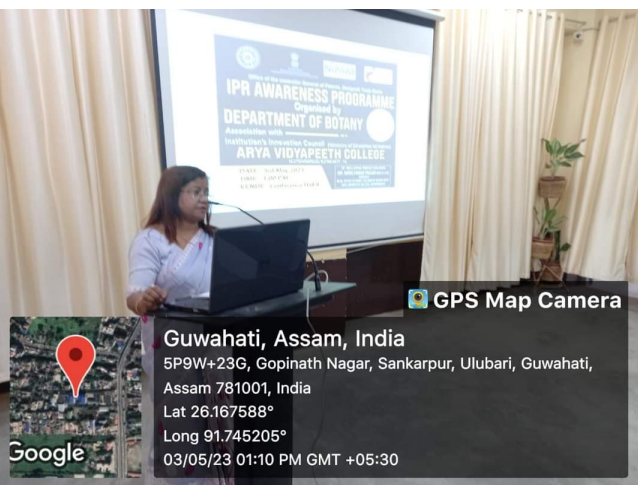 IPR AWARENESS PROGRAMME
Organised by
DEPARTMENT OF BOTANY
Association with
Institution's Innovation Council
ARYA VIDYAPEETH COLLEGE
GPS Map Camera
Guwahati, Assam, India
5P9W+23G, Gopinath Nagar, Sankarpur, Ulubari, Guwahati,
Assam 781001, India
Lat 26.167588°
Long 91.745205°
03/05/23 01:10 PM GMT +05:30
Google